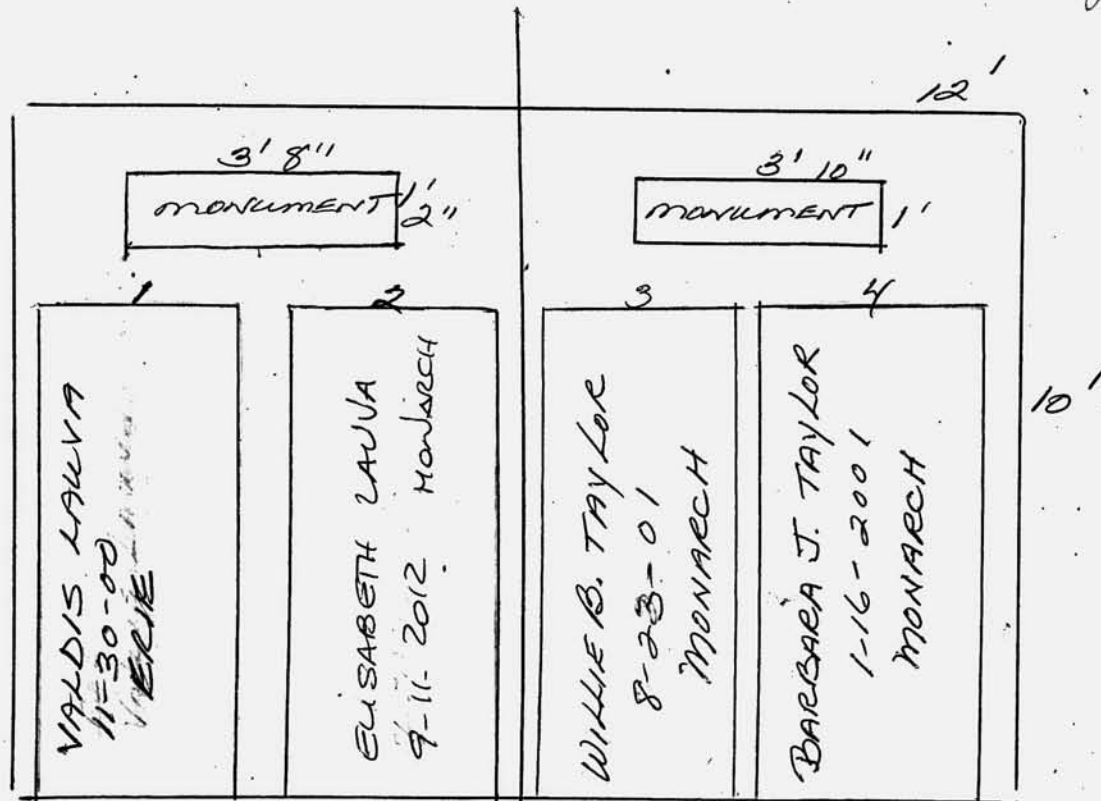 12'
3' 8"
MONUMENT 1' 2"
3' 10"
MONUMENT 1'
10'
1
VALDIS LAUVA
11-30-00
ERIE
2
ELISABETH LAUVA
9-11-2012 MONARCH
3
WILLIE B. TAYLOR
8-23-01
MONARCH
4
BARBARA J. TAYLOR
1-16-2001
MONARCH